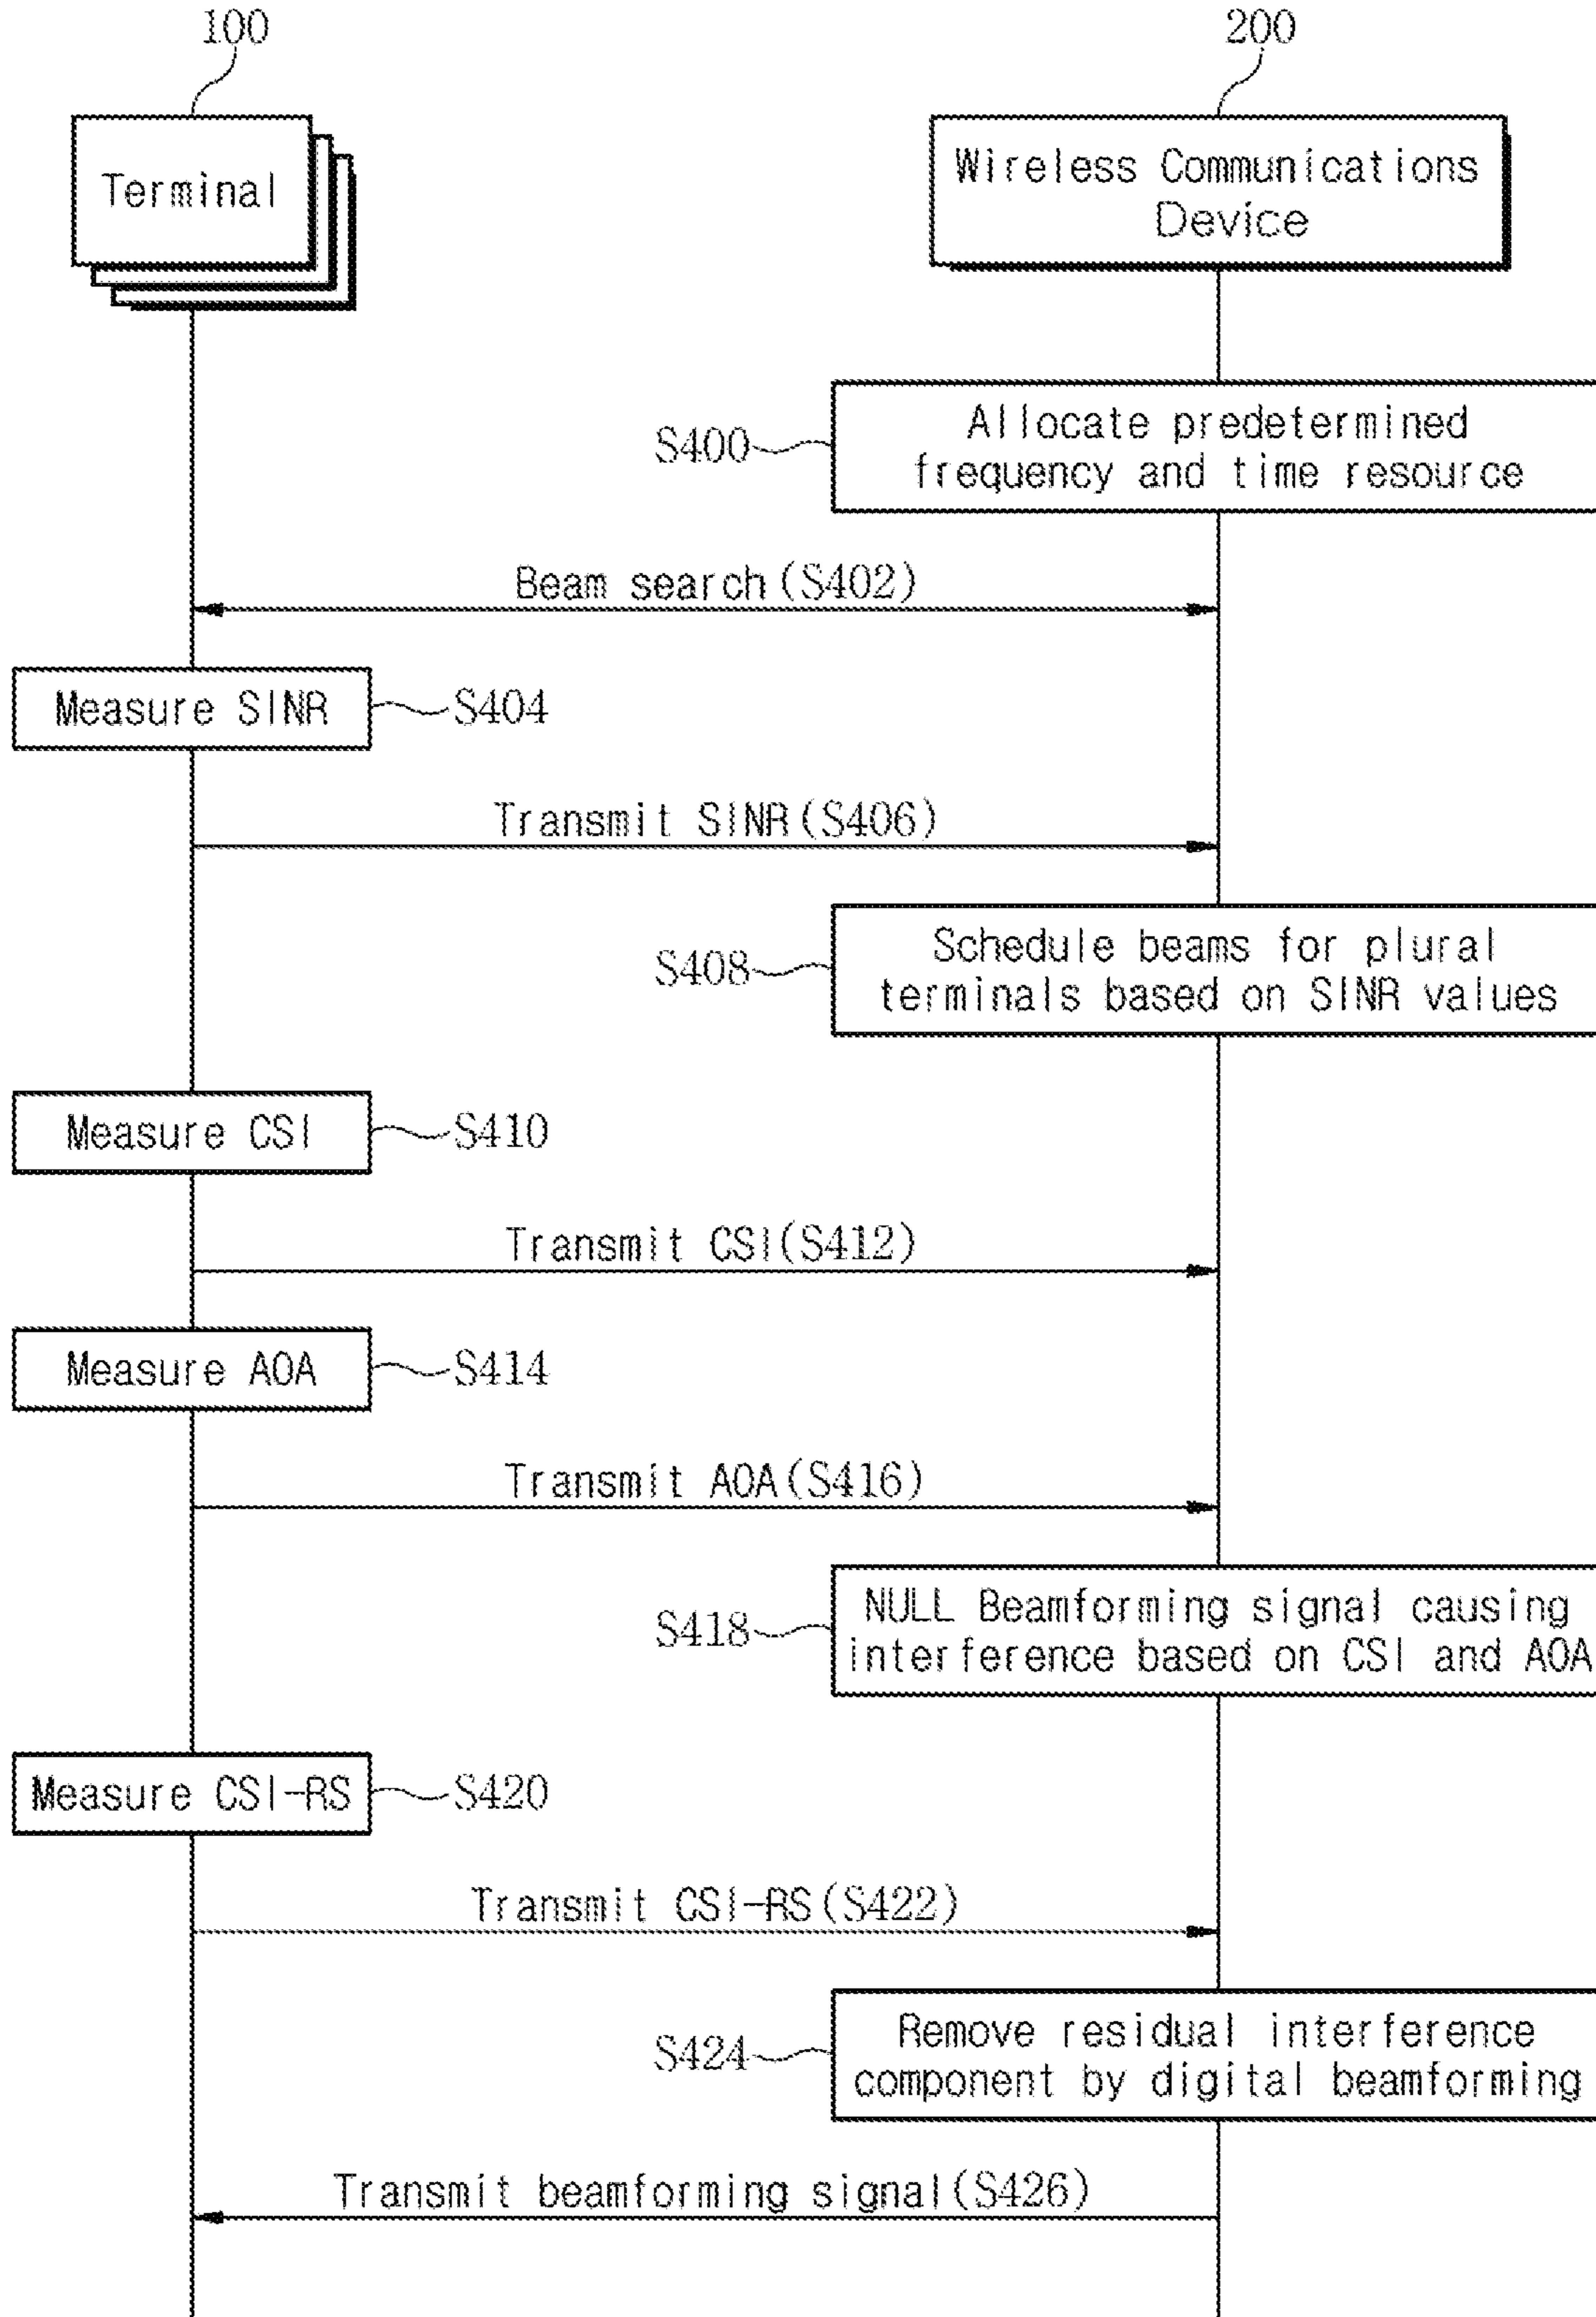 100
200
Terminal
Wireless Communications
Device
S400
Allocate predetermined
frequency and time resource
Beam search(S402)
Measure SINR
S404
Transmit SINR(S406)
S408
Schedule beams for plural
terminals based on SINR values
Measure CSI
S410
Transmit CSI(S412)
Measure AOA
S414
Transmit AOA(S416)
S418
NULL Beamforming signal causing
interference based on CSI and AOA
Measure CSI-RS
S420
Transmit CSI-RS(S422)
S424
Remove residual interference
component by digital beamforming
Transmit beamforming signal(S426)